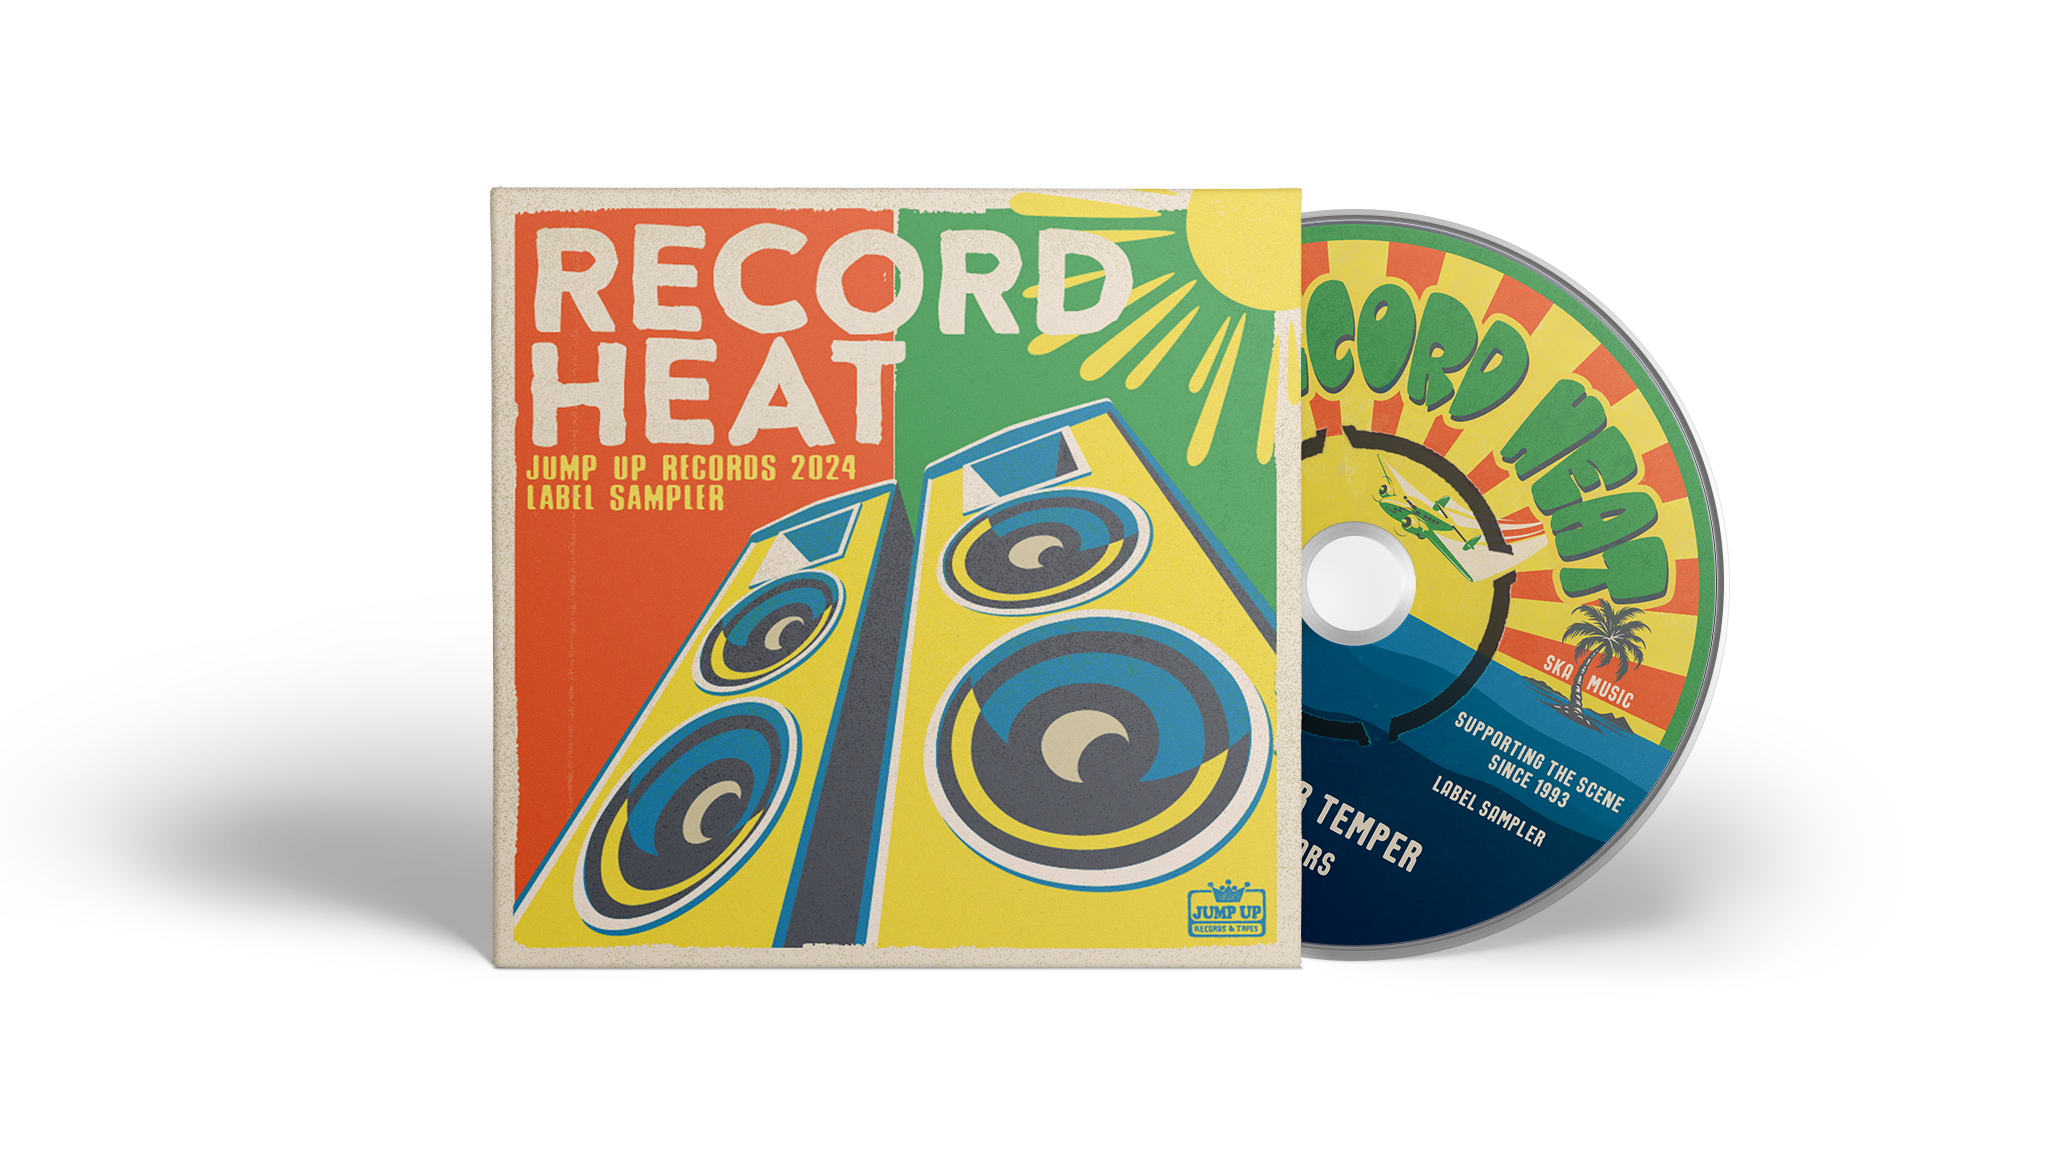 RECORD
HEAT
JUMP UP RECORDS 2024
LABEL SAMPLER
JUMP UP
RECORDS & TAPES
CORD HEAT
SKA MUSIC
SUPPORTING THE SCENE
SINCE 1993
LABEL SAMPLER
R TEMPER
ORS